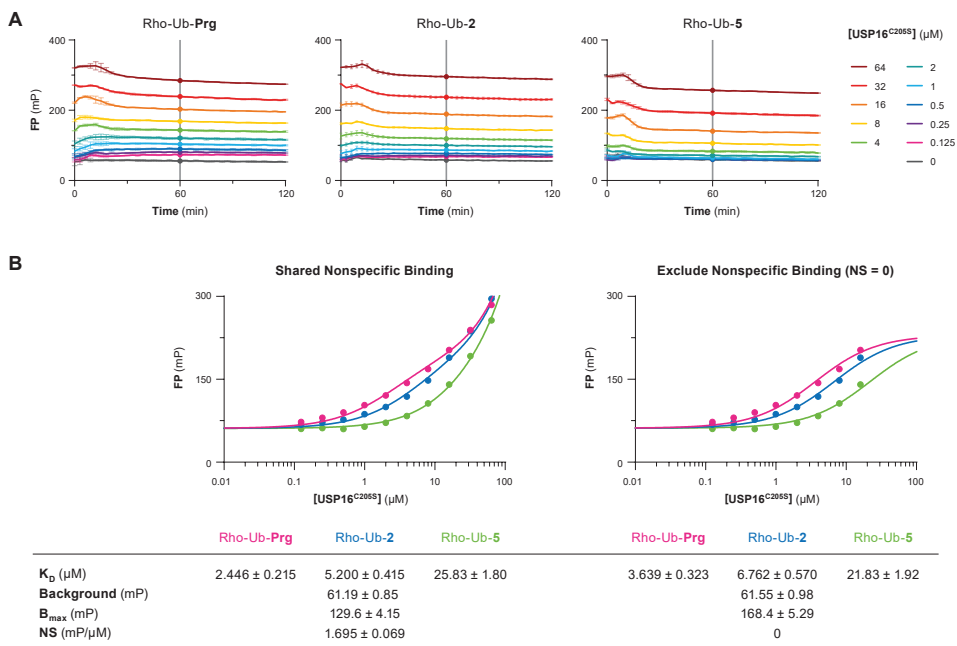 A
Rho-Ub-Prg
Rho-Ub-2
Rho-Ub-5
[USP16C205S] (μM)
400
200
0
FP (mP)
0 60 120
Time (min)
400
200
0
0 60 120
Time (min)
400
200
0
0 60 120
Time (min)
64 2
32 1
16 0.5
8 0.25
4 0.125
0
B
Shared Nonspecific Binding
Exclude Nonspecific Binding (NS = 0)
300
150
0
FP (mP)
0.01 0.1 1 10 100
[USP16C205S] (μM)
300
150
0
FP (mP)
0.01 0.1 1 10 100
[USP16C205S] (μM)
Rho-Ub-Prg Rho-Ub-2 Rho-Ub-5 Rho-Ub-Prg Rho-Ub-2 Rho-Ub-5
KD (μM) 2.446 ± 0.215 5.200 ± 0.415 25.83 ± 1.80 3.639 ± 0.323 6.762 ± 0.570 21.83 ± 1.92
Background (mP) 61.19 ± 0.85 61.55 ± 0.98
Bmax (mP) 129.6 ± 4.15 168.4 ± 5.29
NS (mP/μM) 1.695 ± 0.069 0